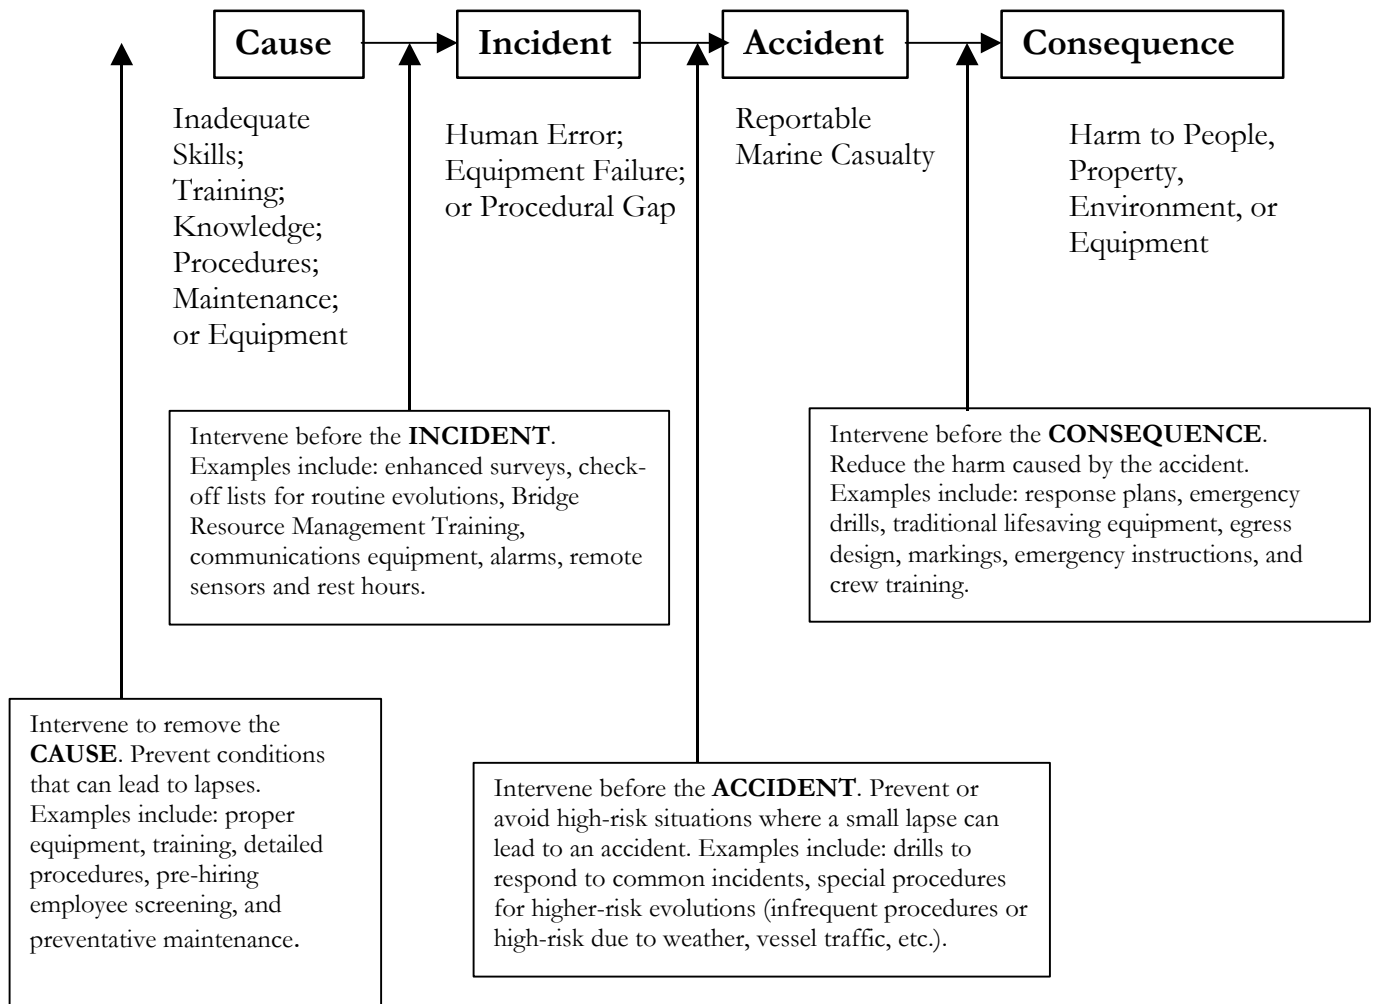 Cause
Incident
Accident
Consequence
Inadequate
Skills;
Training;
Knowledge;
Procedures;
Maintenance;
or Equipment
Human Error;
Equipment Failure;
or Procedural Gap
Reportable
Marine Casualty
Harm to People,
Property,
Environment, or
Equipment
Intervene before the INCIDENT.
Examples include: enhanced surveys, check-
off lists for routine evolutions, Bridge
Resource Management Training,
communications equipment, alarms, remote
sensors and rest hours.
Intervene before the CONSEQUENCE.
Reduce the harm caused by the accident.
Examples include: response plans, emergency
drills, traditional lifesaving equipment, egress
design, markings, emergency instructions, and
crew training.
Intervene to remove the
CAUSE. Prevent conditions
that can lead to lapses.
Examples include: proper
equipment, training, detailed
procedures, pre-hiring
employee screening, and
preventative maintenance.
Intervene before the ACCIDENT. Prevent or
avoid high-risk situations where a small lapse can
lead to an accident. Examples include: drills to
respond to common incidents, special procedures
for higher-risk evolutions (infrequent procedures or
high-risk due to weather, vessel traffic, etc.).